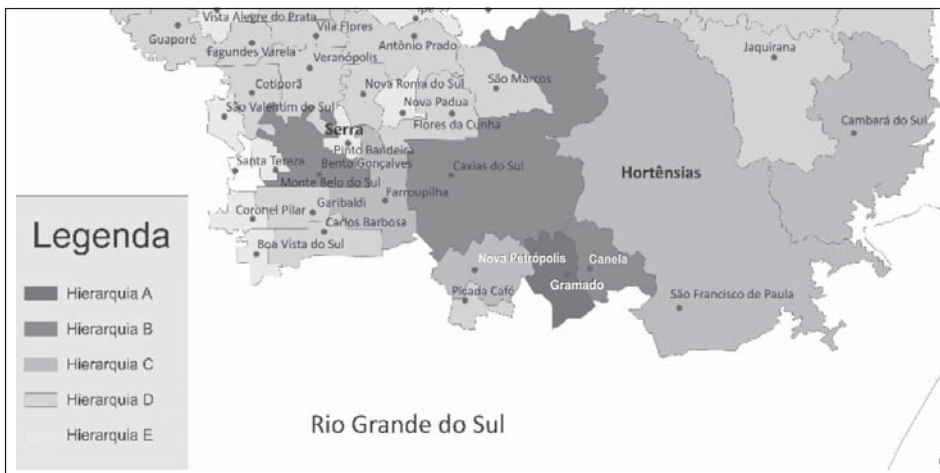 Vista Alegre do Prata
Guaporé
Vila Flores
Fagundes Varela
Antônio Prado
Veranópolis
Jaquirana
Cotiporã
Nova Roma do Sul
São Marcos
São Valentim do Sul
Nova Padua
Cambará do Sul
Serra
Flores da Cunha
Pinto Bandeira
Santa Tereza
Bento Gonçalves
Caxias do Sul
Hortênsias
Monte Belo do Sul
Farroupilha
Garibaldi
Coronel Pilar
Carlos Barbosa
Boa Vista do Sul
Nova Petrópolis
Canela
Gramado
Picada Café
São Francisco de Paula
Legenda
Hierarquia A
Hierarquia B
Hierarquia C
Hierarquia D
Hierarquia E
Rio Grande do Sul